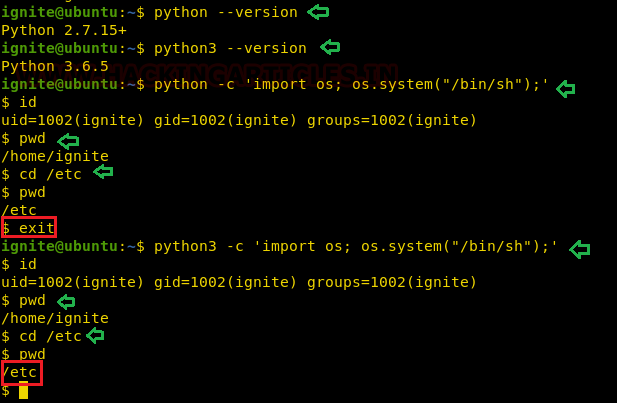 ignite@ubuntu:~$ python --version
Python 2.7.15+
ignite@ubuntu:~$ python3 --version
Python 3.6.5
ignite@ubuntu:~$ python -c 'import os; os.system("/bin/sh");'
$ id
uid=1002(ignite) gid=1002(ignite) groups=1002(ignite)
$ pwd
/home/ignite
$ cd /etc
$ pwd
/etc
$ exit
ignite@ubuntu:~$ python3 -c 'import os; os.system("/bin/sh");'
$ id
uid=1002(ignite) gid=1002(ignite) groups=1002(ignite)
$ pwd
/home/ignite
$ cd /etc
$ pwd
/etc
$